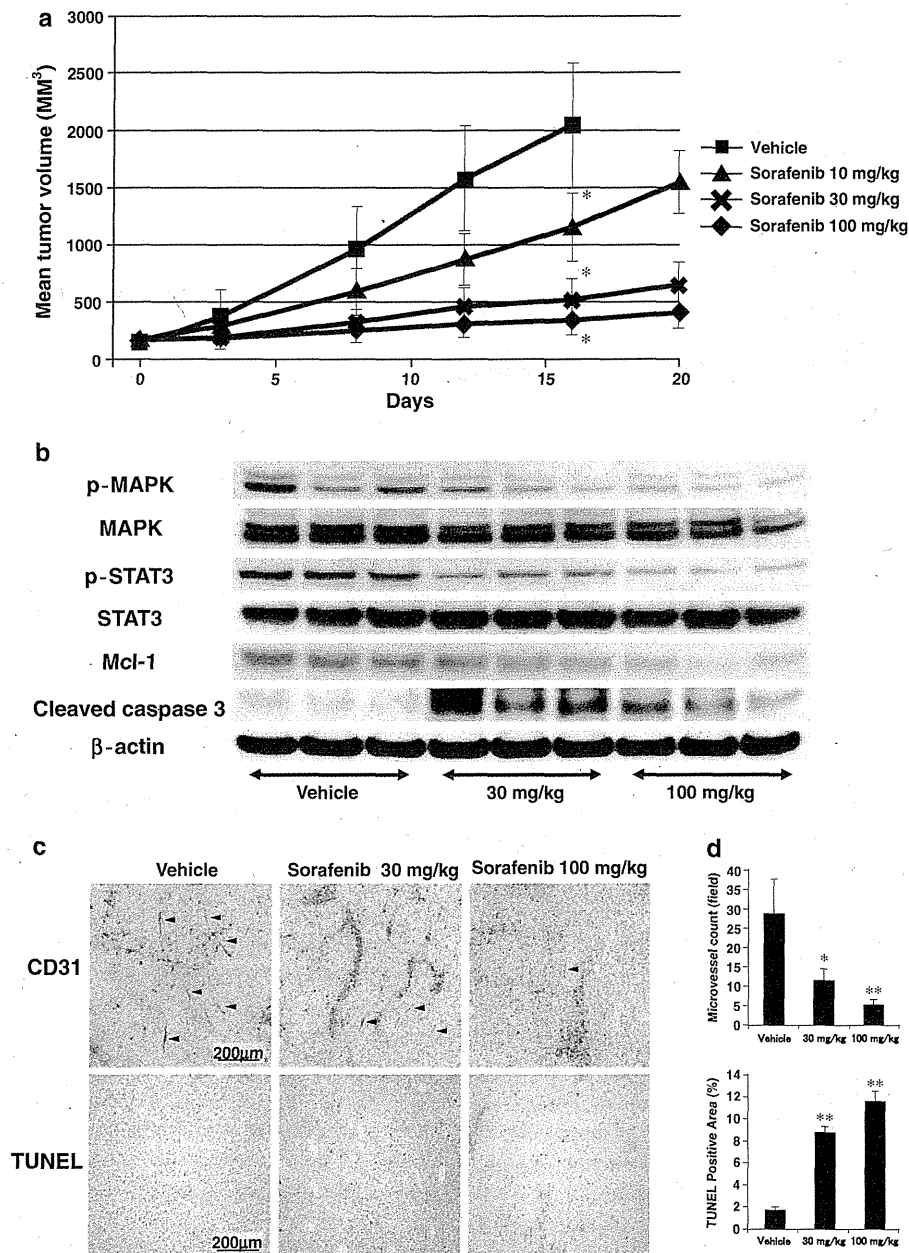 a
Mean tumor volume (MM³)
3000
2500
2000
1500
1000
500
0
*
*
*
0 5 10 15 20
Days
Vehicle
Sorafenib 10 mg/kg
Sorafenib 30 mg/kg
Sorafenib 100 mg/kg
b
p-MAPK
MAPK
p-STAT3
STAT3
Mcl-1
Cleaved caspase 3
β-actin
Vehicle 30 mg/kg 100 mg/kg
c
Vehicle Sorafenib 30 mg/kg Sorafenib 100 mg/kg
CD31
200μm
TUNEL
200μm
d
Microvessel count (field)
40
35
30
25
20
15
10
5
0
* **
Vehicle 30 mg/kg 100 mg/kg
TUNEL Positive Area (%)
14
12
10
8
6
4
2
0
** **
Vehicle 30 mg/kg 100 mg/kg